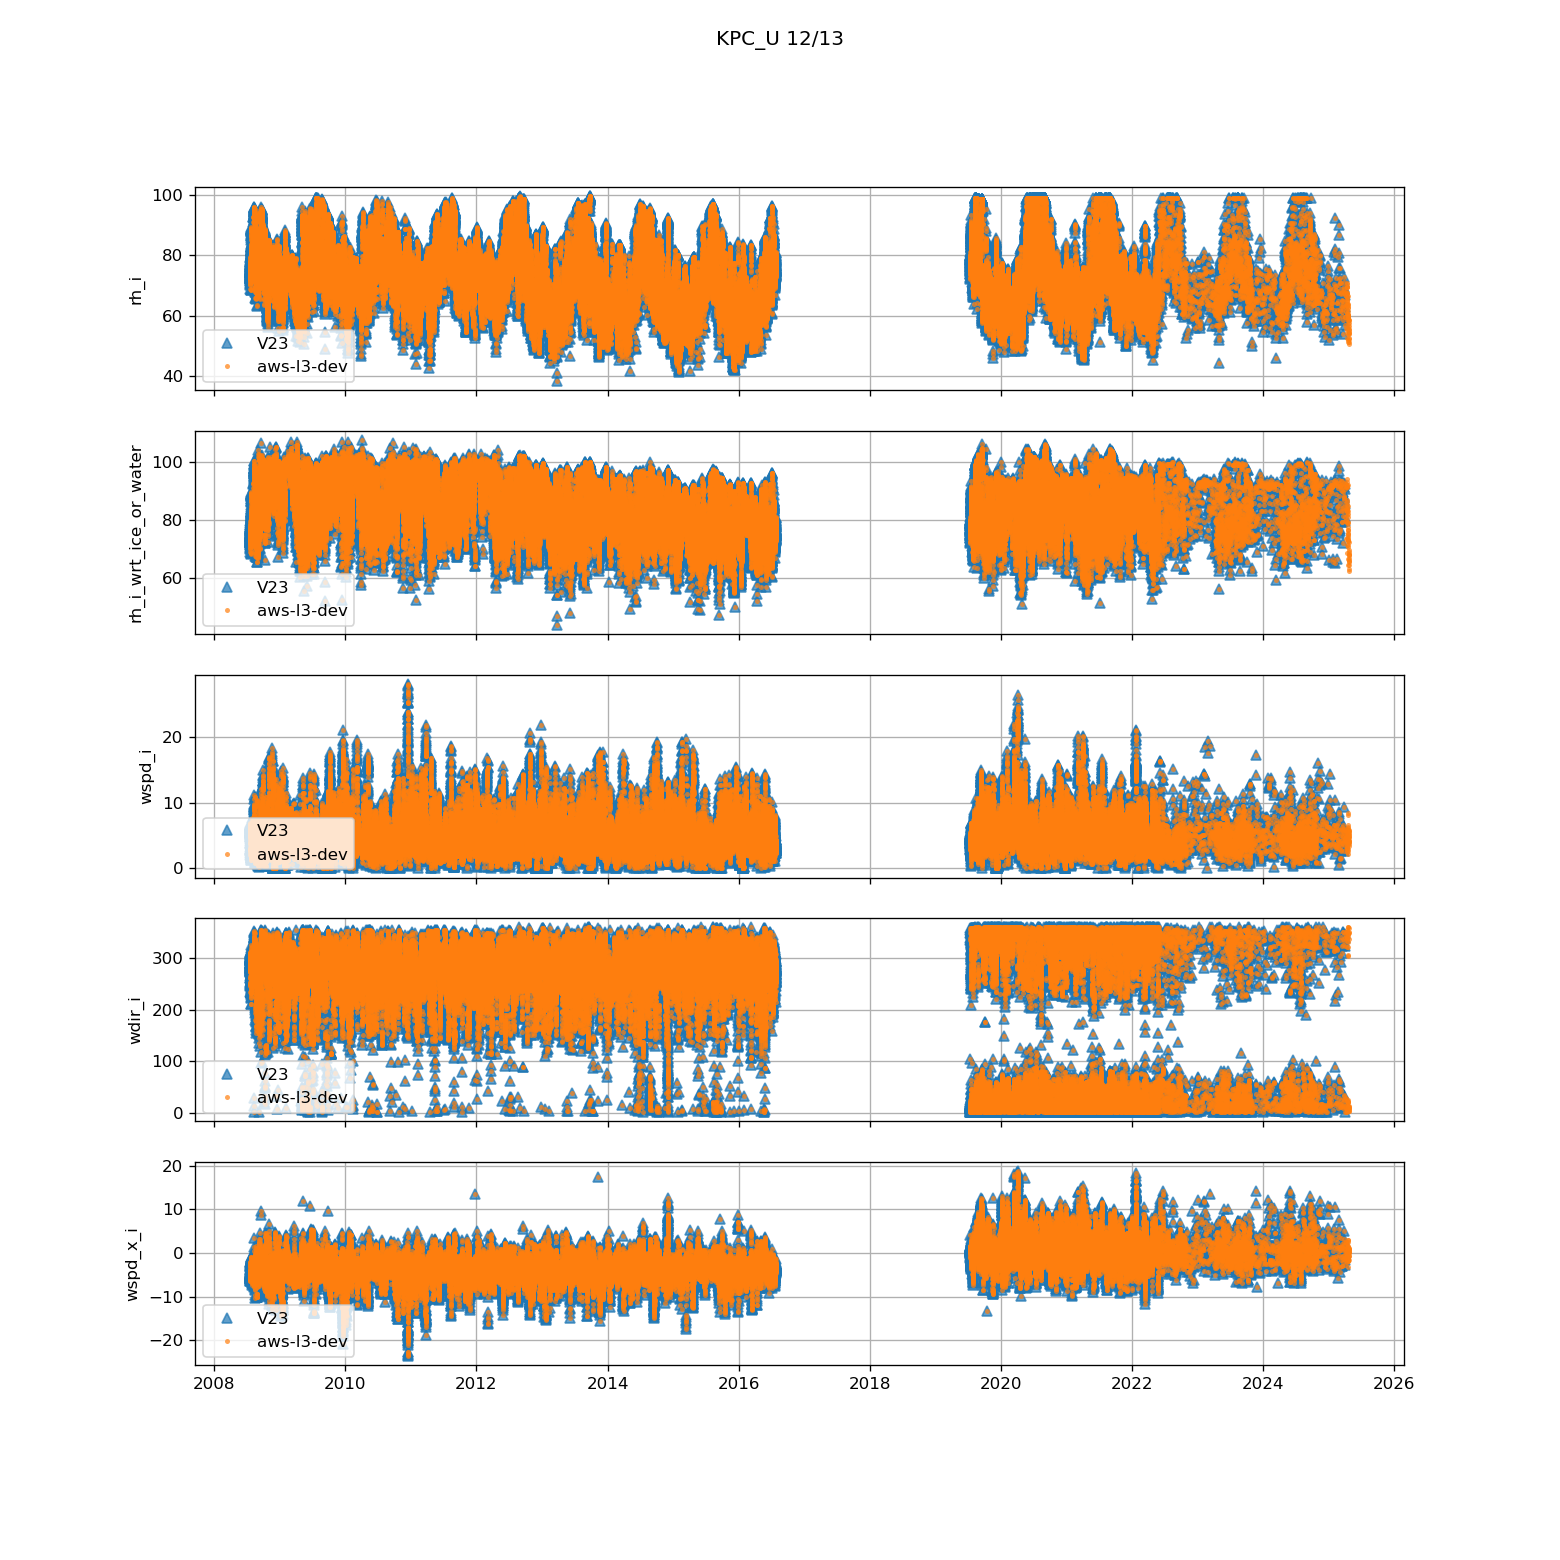 KPC_U 12/13
100
80
60
40
rh_i
V23
aws-l3-dev
100
80
60
rh_i_wrt_ice_or_water
V23
aws-l3-dev
20
10
0
wspd_i
V23
aws-l3-dev
300
200
100
0
wdir_i
V23
aws-l3-dev
20
10
0
−10
−20
wspd_x_i
V23
aws-l3-dev
2008 2010 2012 2014 2016 2018 2020 2022 2024 2026